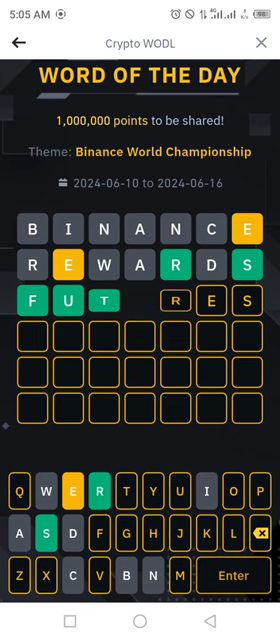 5:05 AM
4G
K/s
Crypto WODL
WORD OF THE DAY
1,000,000 points to be shared!
Theme: Binance World Championship
2024-06-10 to 2024-06-16
B I N A N C E
R E W A R D S
F U T R E S
Q W E R T Y U I O P
A S D F G H J K L
Z X C V B N M Enter